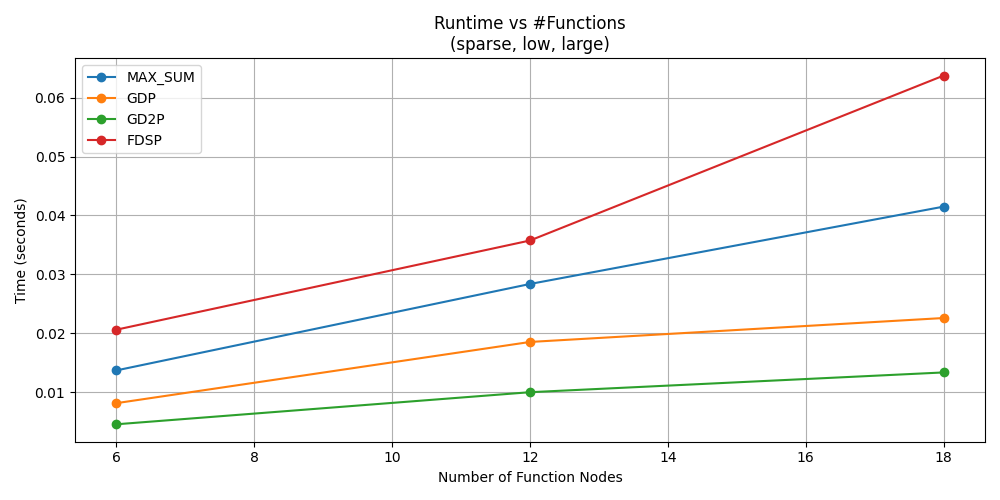 Runtime vs #Functions
(sparse, low, large)
MAX_SUM
GDP
GD2P
FDSP
Time (seconds)
0.06
0.05
0.04
0.03
0.02
0.01
6 8 10 12 14 16 18
Number of Function Nodes